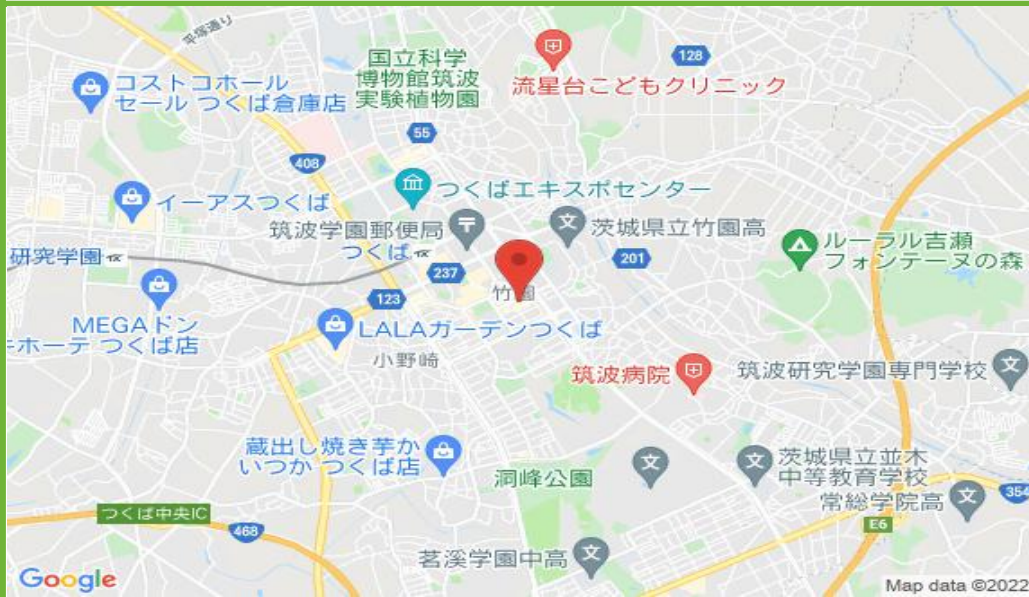 平塚通り
国立科学
博物館筑波
実験植物園
コストコホール
セール つくば倉庫店
流星台こどもクリニック
128
55
408
つくばエキスポセンター
イーアスつくば
筑波学園郵便局
茨城県立竹園高
つくば
研究学園
237
201
ルーラル吉瀬
フォンテーヌの森
竹園
123
MEGAドン
キホーテ つくば店
LALAガーデンつくば
小野崎
筑波病院
筑波研究学園専門学校
蔵出し焼き芋か
いつか つくば店
洞峰公園
茨城県立並木
中等教育学校
常総学院高
354
つくば中央IC
468
E6
茗溪学園中高
Google
Map data ©2022